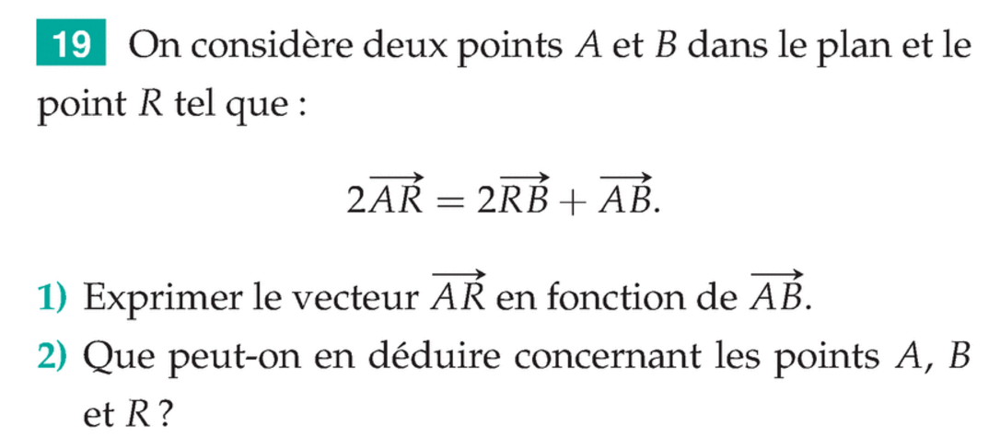 19 On considère deux points A et B dans le plan et le
point R tel que :
2\overrightarrow{AR} = 2\overrightarrow{RB} + \overrightarrow{AB}.
1) Exprimer le vecteur \overrightarrow{AR} en fonction de \overrightarrow{AB}.
2) Que peut-on en déduire concernant les points A, B
et R ?